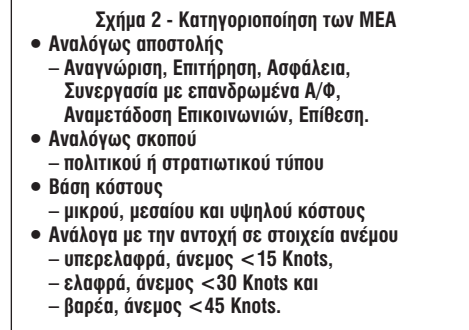 Σχήμα 2 - Κατηγοριοποίηση των ΜΕΑ
• Αναλόγως αποστολής
– Αναγνώριση, Επιτήρηση, Ασφάλεια,
Συνεργασία με επανδρωμένα Α/Φ,
Αναμετάδοση Επικοινωνιών, Επίθεση.
• Αναλόγως σκοπού
– πολιτικού ή στρατιωτικού τύπου
• Βάση κόστους
– μικρού, μεσαίου και υψηλού κόστους
• Ανάλογα με την αντοχή σε στοιχεία ανέμου
– υπερελαφρά, άνεμος <15 Knots,
– ελαφρά, άνεμος <30 Knots και
– βαρέα, άνεμος <45 Knots.